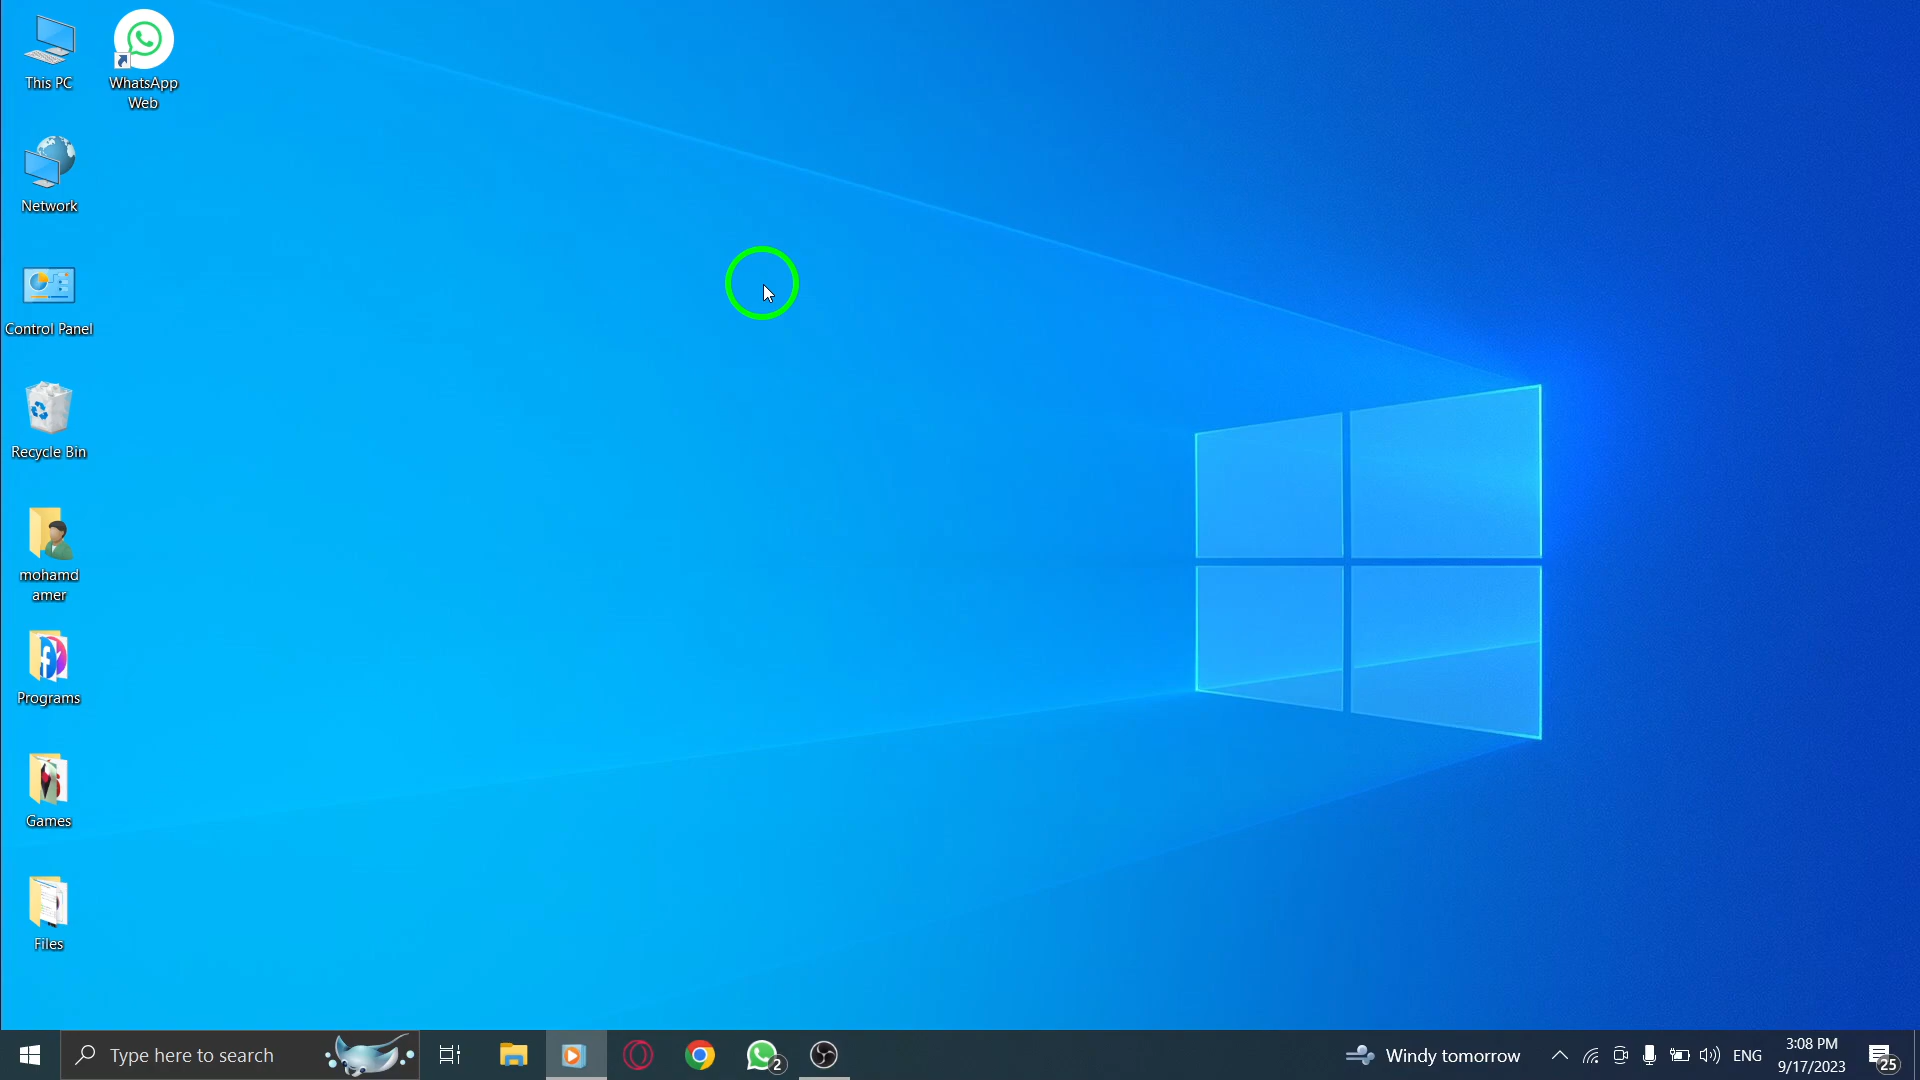 This PC
WhatsApp
Web
Network
Control Panel
Recycle Bin
mohamd
amer
Programs
Games
Files
Type here to search
2
Windy tomorrow
ENG
3:08 PM
9/17/2023
25